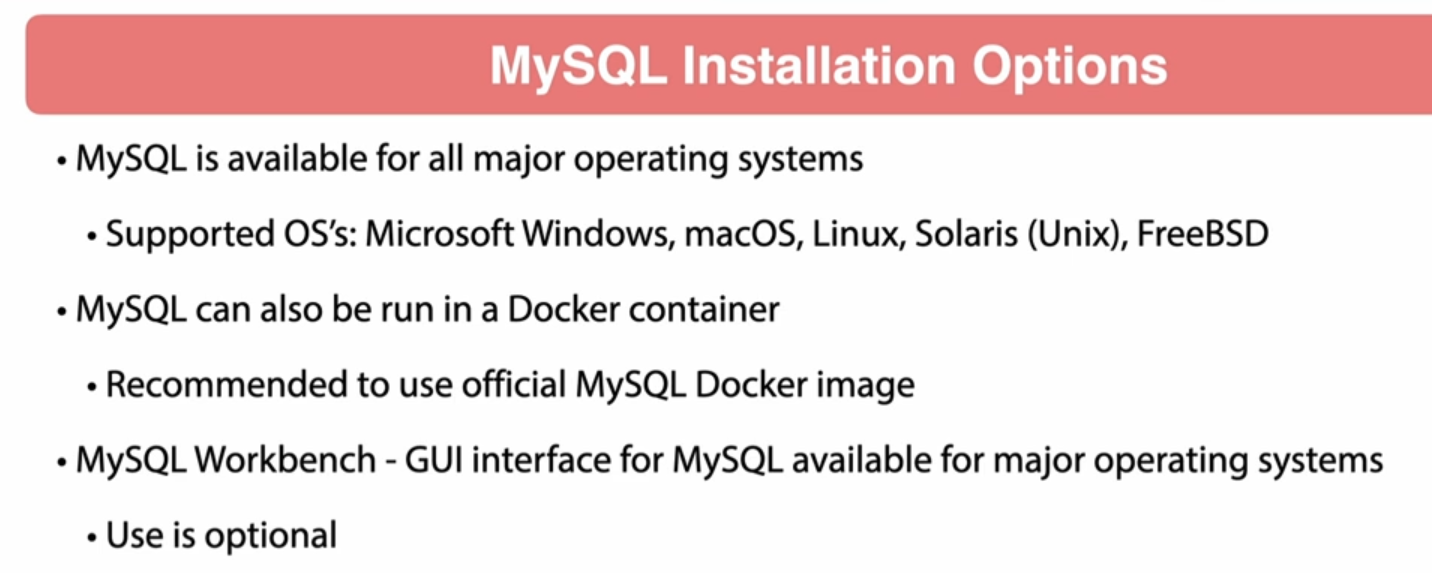 MySQL Installation Options
• MySQL is available for all major operating systems
• Supported OS’s: Microsoft Windows, macOS, Linux, Solaris (Unix), FreeBSD
• MySQL can also be run in a Docker container
• Recommended to use official MySQL Docker image
• MySQL Workbench - GUI interface for MySQL available for major operating systems
• Use is optional